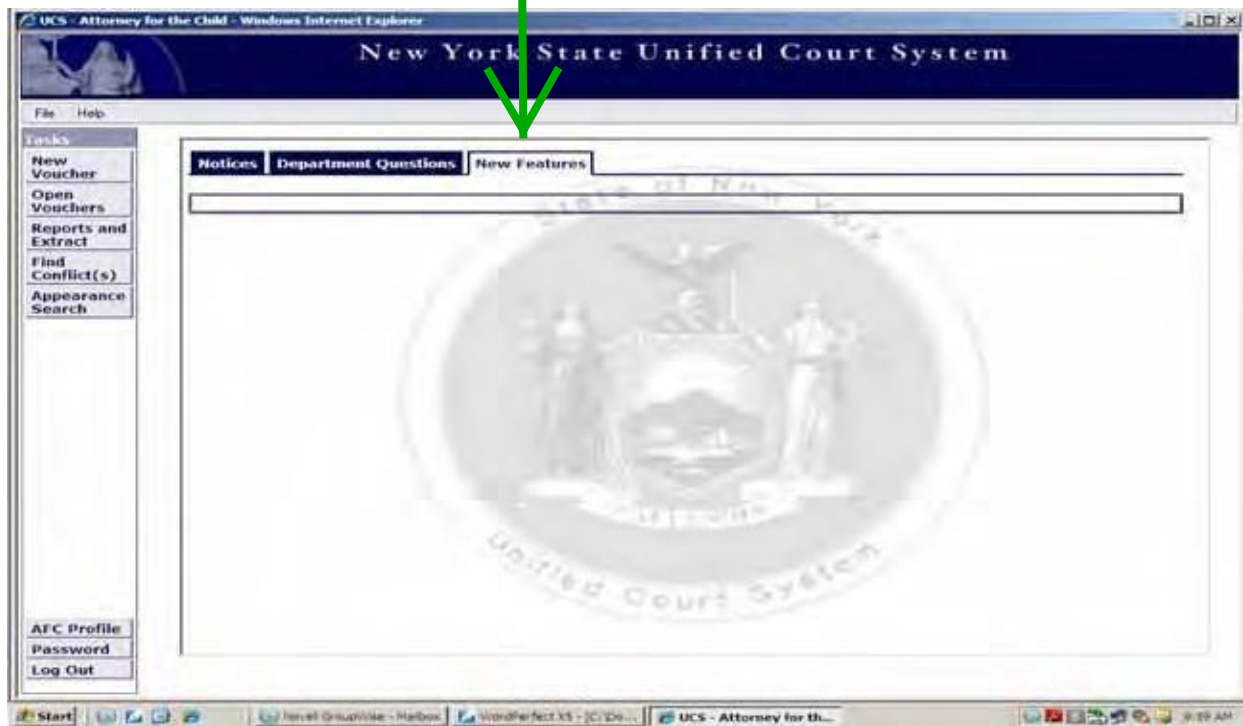 UCS - Attorney for the Child - Windows Internet Explorer
New York State Unified Court System
File Help
Tasks
New
Voucher
Open
Vouchers
Reports and
Extract
Find
Conflict(s)
Appearance
Search
AFC Profile
Password
Log Out
Notices Department Questions New Features
State of New York
Unified Court System
Start Novell GroupWise - Mailbox WordPerfect X5 - [C:\Do... UCS - Attorney for th... AM